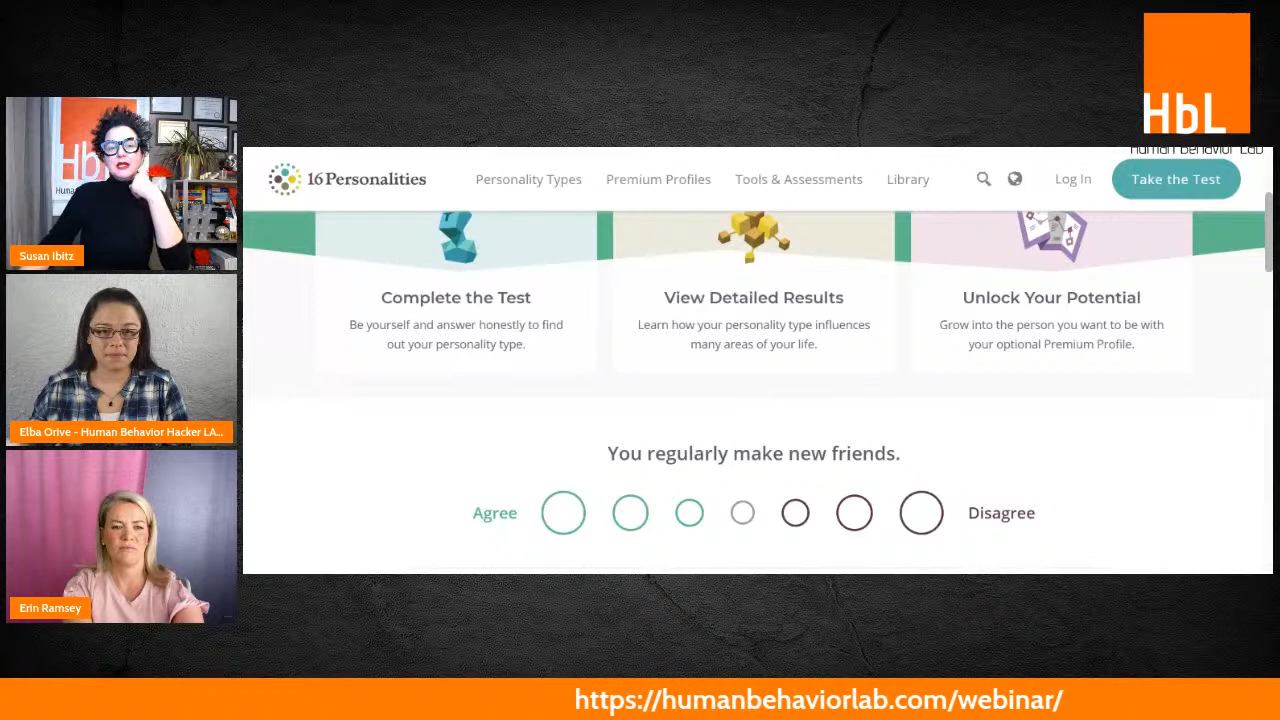 HbL
Human Behavior Lab
Susan Ibitz
Elba Orive - Human Behavior Hacker LA...
Erin Ramsey
16Personalities
Personality Types
Premium Profiles
Tools & Assessments
Library
Log In
Take the Test
Complete the Test
Be yourself and answer honestly to find
out your personality type.
View Detailed Results
Learn how your personality type influences
many areas of your life.
Unlock Your Potential
Grow into the person you want to be with
your optional Premium Profile.
You regularly make new friends.
Agree
Disagree
https://humanbehaviorlab.com/webinar/